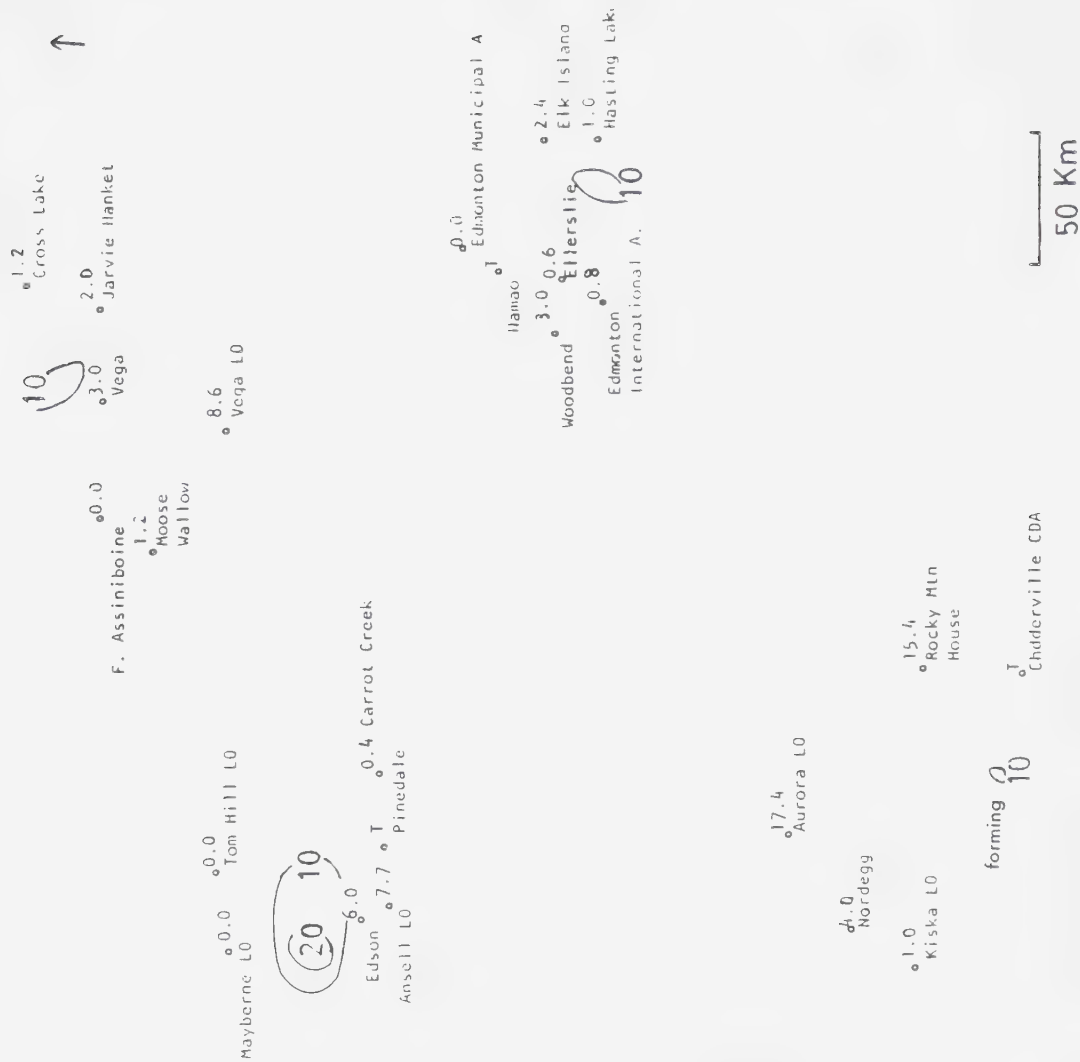 ↑
1.2
Cross Lake
2.0
Jarvie Hanket
10
3.0
Vega
8.6
Vega LO
0.0
F. Assiniboine
1.2
Moose
Wallow
0.0
Tom Hill LO
0.0
Mayberne LO
20 10
6.0
Edson
7.7
Ansell LO
T
Pinedale
0.4 Carrot Creek
0.0
Edmonton Municipal A
T
Namao
2.4
Elk Island
1.0
Hasting
3.0
Woodbend
0.6
Ellerslie
0.8
Edmonton
International A.
10
17.4
Aurora LO
4.0
Nordegg
1.0
Kiska LO
15.4
Rocky Mtn
House
T
Chdderville CDA
forming
10
50 Km